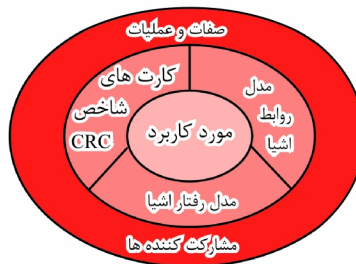 صفات و عملیات
کارت های
شاخص
CRC
مدل
روابط
اشیا
مورد کاربرد
مدل رفتار اشیا
مشارکت کننده ها